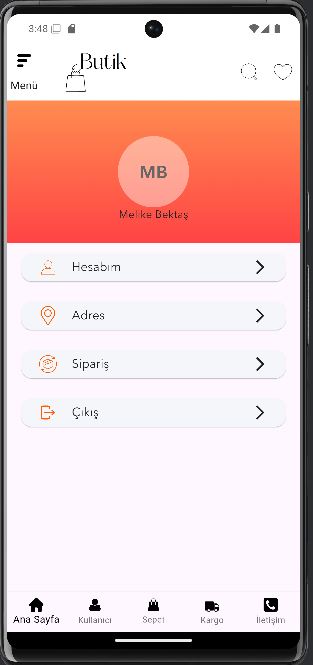 3:48
Butik
Menü
MB
Melike Bektaş
Hesabım
Adres
Sipariş
Çıkış
Ana Sayfa Kullanıcı Sepet Kargo İletişim